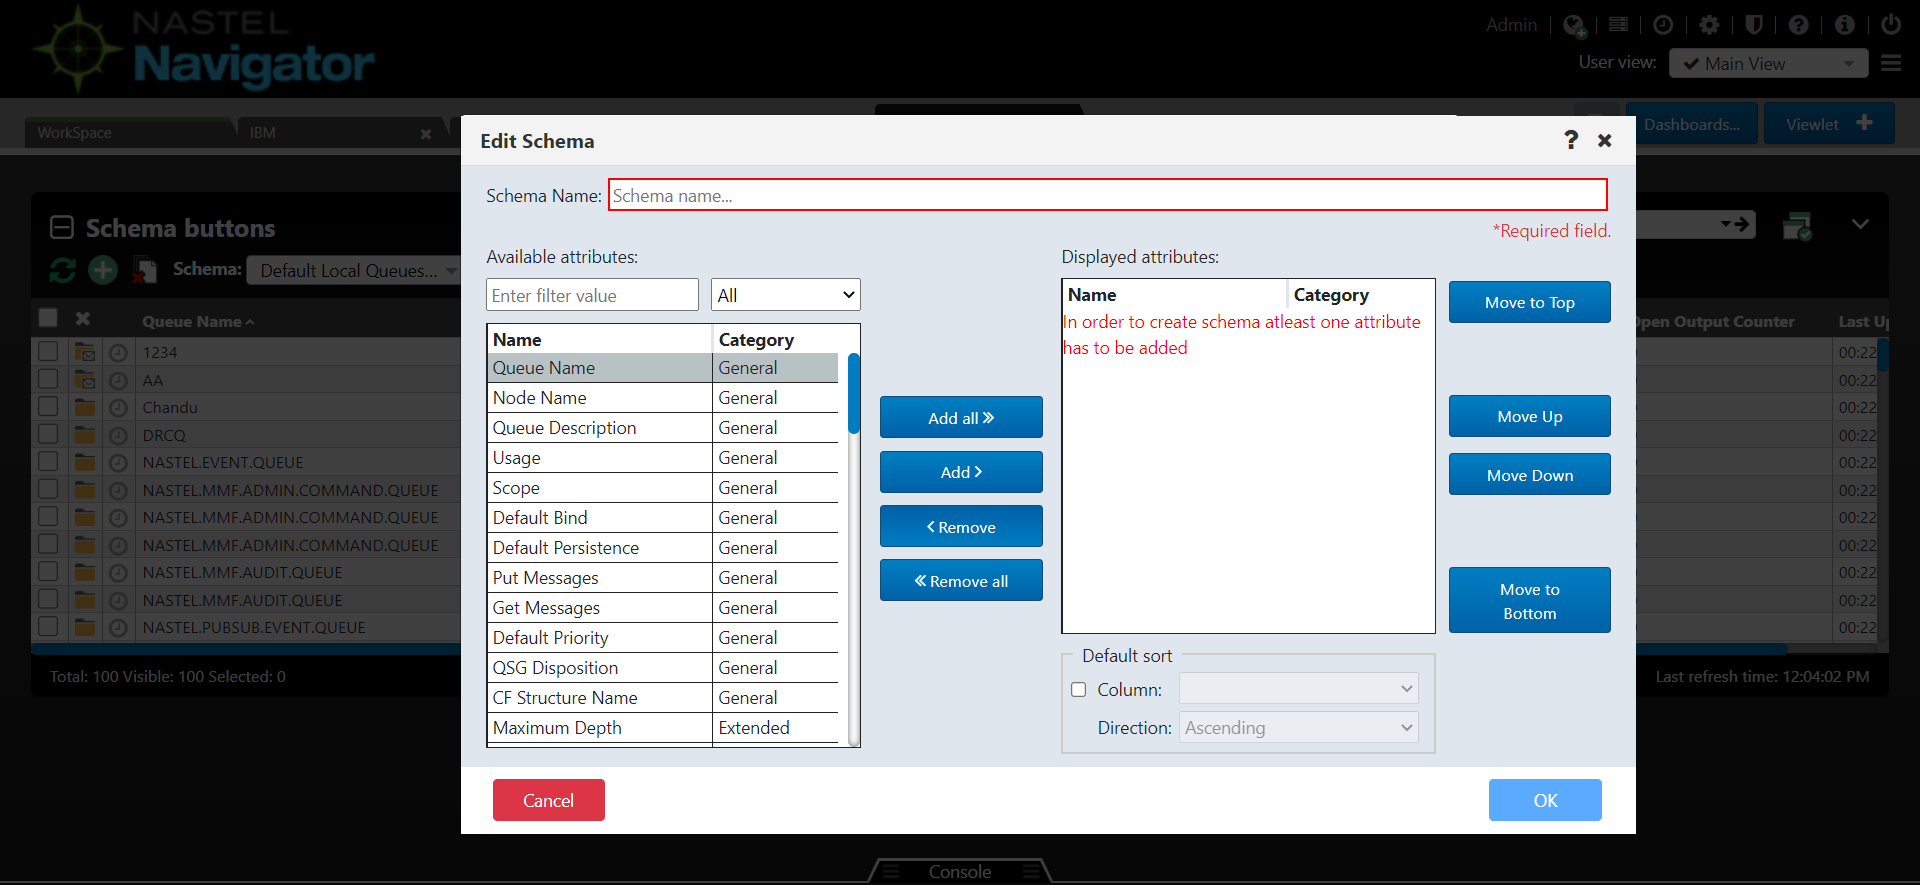 NASTEL
Navigator
Admin
User view: Main View
WorkSpace
IBM
Dashboards...
Viewlet
Edit Schema
?
Schema Name: Schema name...
*Required field.
Schema buttons
Schema: Default Local Queues...
Available attributes:
Enter filter value
All
Name Category
Queue Name General
Node Name General
Queue Description General
Usage General
Scope General
Default Bind General
Default Persistence General
Put Messages General
Get Messages General
Default Priority General
QSG Disposition General
CF Structure Name General
Maximum Depth Extended
Add all
Add
Remove
Remove all
Displayed attributes:
Name Category
In order to create schema atleast one attribute
has to be added
Move to Top
Move Up
Move Down
Move to
Bottom
Default sort
Column:
Direction: Ascending
Cancel
OK
Queue Name
Open Output Counter
Last Up
1234
00:22
AA
00:22
Chandu
00:22
DRCQ
00:22
NASTEL.EVENT.QUEUE
00:22
NASTEL.MMF.ADMIN.COMMAND.QUEUE
00:22
NASTEL.MMF.ADMIN.COMMAND.QUEUE
00:22
NASTEL.MMF.ADMIN.COMMAND.QUEUE
00:22
NASTEL.MMF.AUDIT.QUEUE
00:22
NASTEL.MMF.AUDIT.QUEUE
00:22
NASTEL.PUBSUB.EVENT.QUEUE
00:22
Total: 100 Visible: 100 Selected: 0
Last refresh time: 12:04:02 PM
Console